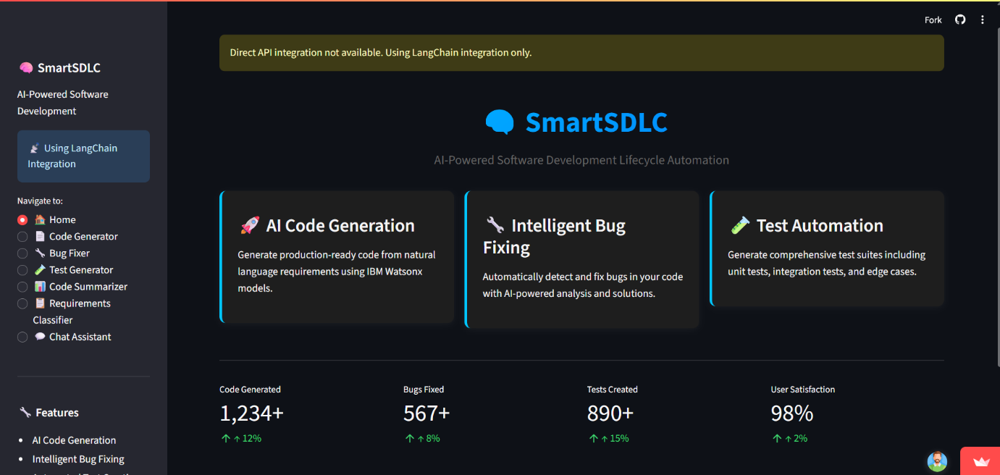 Fork
SmartSDLC
AI-Powered Software
Development
Using LangChain
Integration
Navigate to:
Home
Code Generator
Bug Fixer
Test Generator
Code Summarizer
Requirements
Classifier
Chat Assistant
Features
AI Code Generation
Intelligent Bug Fixing
Direct API integration not available. Using LangChain integration only.
SmartSDLC
AI-Powered Software Development Lifecycle Automation
AI Code Generation
Generate production-ready code from natural
language requirements using IBM Watsonx
models.
Intelligent Bug
Fixing
Automatically detect and fix bugs in your code
with AI-powered analysis and solutions.
Test Automation
Generate comprehensive test suites including
unit tests, integration tests, and edge cases.
Code Generated
1,234+
↑ ↑ 12%
Bugs Fixed
567+
↑ ↑ 8%
Tests Created
890+
↑ ↑ 15%
User Satisfaction
98%
↑ ↑ 2%